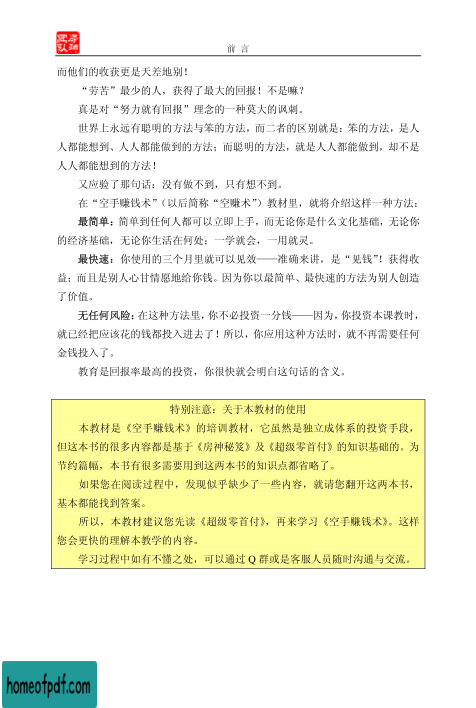 前 言
而他们的收获更是天差地别！
“劳苦”最少的人，获得了最大的回报！不是嘛？
真是对“努力就有回报”理念的一种莫大的讽刺。
世界上永远有聪明的方法与笨的方法，而二者的区别就是：笨的方法，是人
人都能想到、人人都能做到的方法；而聪明的方法，就是人人都能做到，却不是
人人都能想到的方法！
又应验了那句话：没有做不到，只有想不到。
在“空手赚钱术”（以后简称“空赚术”）教材里，就将介绍这样一种方法：
最简单：简单到任何人都可以立即上手，而无论你是什么文化基础，无论你
的经济基础，无论你生活在何处；一学就会，一用就灵。
最快速：你使用的三个月里就可以见效——准确来讲，是“见钱”！获得收
益；而且是别人心甘情愿地给你钱。因为你以最简单、最快速的方法为别人创造
了价值。
无任何风险：在这种方法里，你不必投资一分钱——因为，你投资本课教时，
就已经把应该花的钱都投入进去了！所以，你应用这种方法时，就不再需要任何
金钱投入了。
教育是回报率最高的投资，你很快就会明白这句话的含义。
特别注意：关于本教材的使用
本教材是《空手赚钱术》的培训教材，它虽然是独立成体系的投资手段，
但这本书的很多内容都是基于《房神秘笈》及《超级零首付》的知识基础的。为
节约篇幅，本书有很多需要用到这两本书的知识点都省略了。
如果您在阅读过程中，发现似乎缺少了一些内容，就请您翻开这两本书，
基本都能找到答案。
所以，本教材建议您先读《超级零首付》，再来学习《空手赚钱术》。这样
您会更快的理解本教学的内容。
学习过程中如有不懂之处，可以通过 Q 群或是客服人员随时沟通与交流。
homeofpdf.com